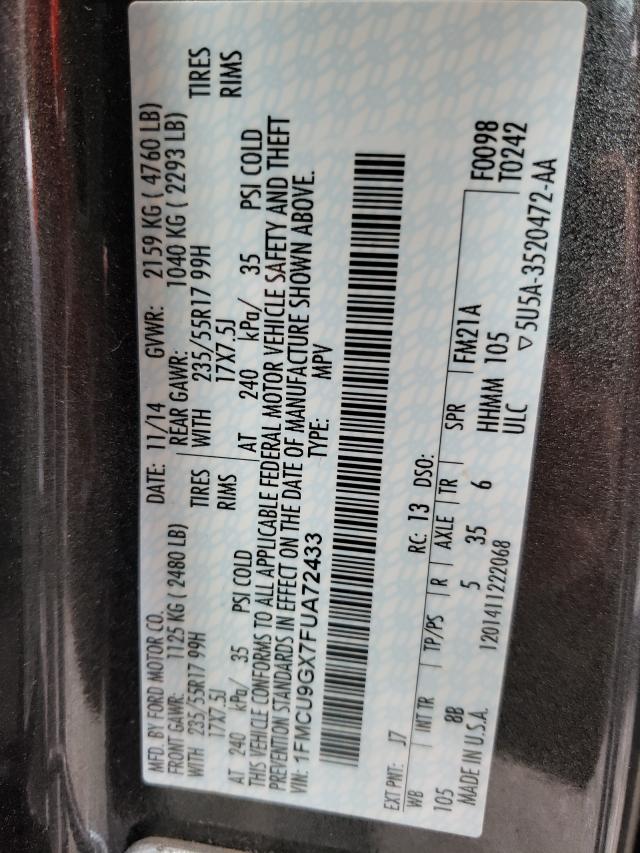 MFD. BY FORD MOTOR CO.
DATE: 11/14 GVWR: 2159 KG ( 4760 LB)
FRONT GAWR: 1125 KG ( 2480 LB) REAR GAWR: 1040 KG ( 2293 LB)
WITH 235/55R17 99H TIRES WITH 235/55R17 99H TIRES
17X7.5J RIMS 17X7.5J RIMS
AT 240 kPa/ 35 PSI COLD AT 240 kPa/ 35 PSI COLD
THIS VEHICLE CONFORMS TO ALL APPLICABLE FEDERAL MOTOR VEHICLE SAFETY AND THEFT
PREVENTION STANDARDS IN EFFECT ON THE DATE OF MANUFACTURE SHOWN ABOVE.
VIN: 1FMCU9GX7FUA72433 TYPE: MPV
EXT PNT: J7 RC: 13 DSO: F0098
WB INT TR TP/PS R AXLE TR SPR FM21A T0242
105 8B 5 35 6 HHMM 105
MADE IN U.S.A. 1201411222068 ULC ▽5U5A-3520472-AA